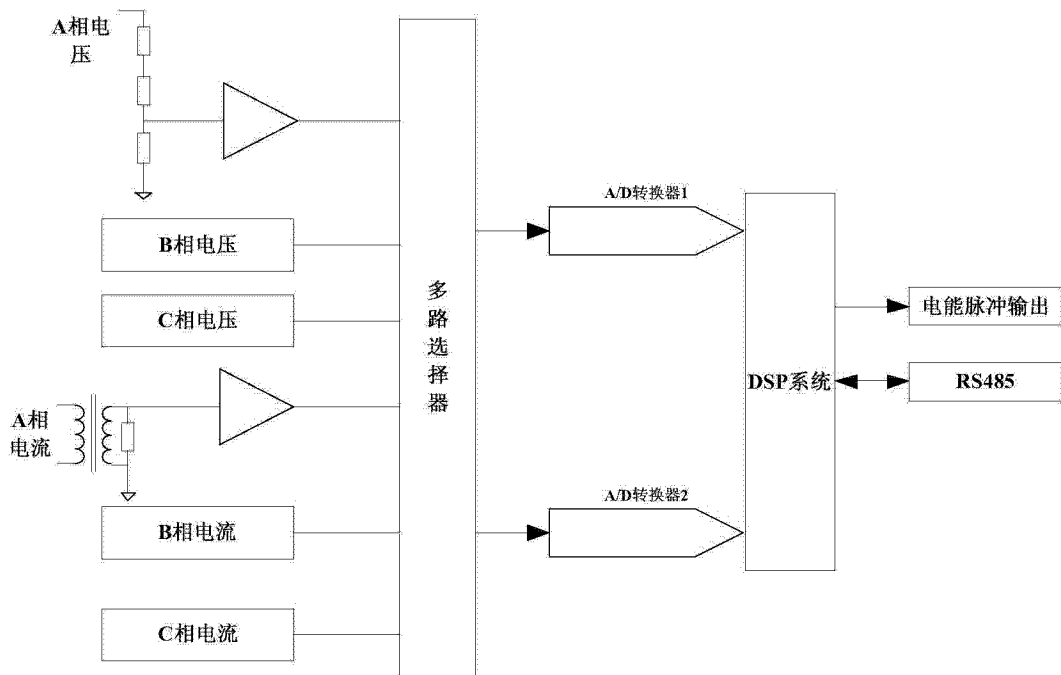 A相电
压
B相电压
C相电压
A相
电流
B相电流
C相电流
多
路
选
择
器
A/D转换器1
A/D转换器2
DSP系统
电能脉冲输出
RS485